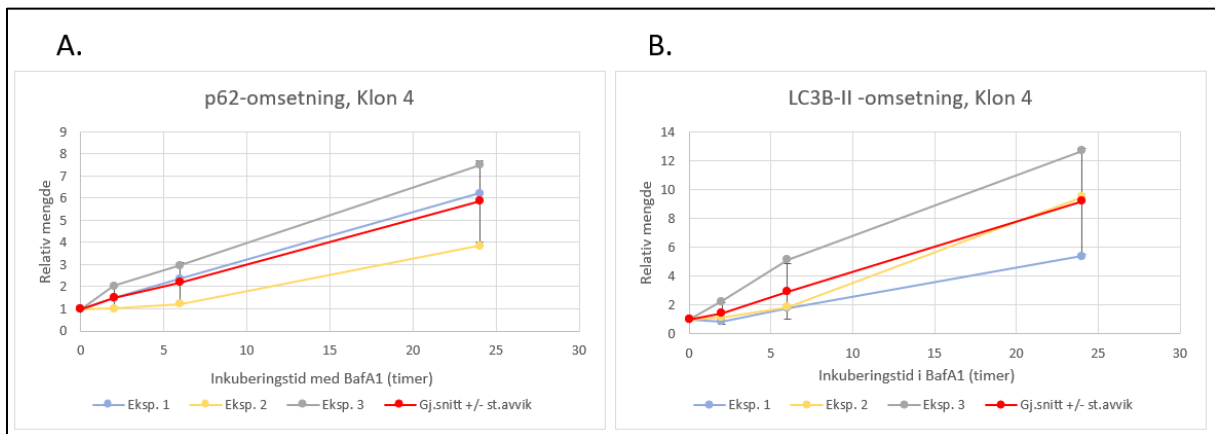 A.
p62-omsetning, Klon 4
Relativ mengde
9
8
7
6
5
4
3
2
1
0
0 5 10 15 20 25 30
Inkuberingstid med BafA1 (timer)
Eksp. 1 Eksp. 2 Eksp. 3 Gj.snitt +/- st.avvik
B.
LC3B-II -omsetning, Klon 4
Relativ mengde
14
12
10
8
6
4
2
0
0 5 10 15 20 25 30
Inkuberingstid i BafA1 (timer)
Eksp. 1 Eksp. 2 Eksp. 3 Gj.snitt +/- st.avvik